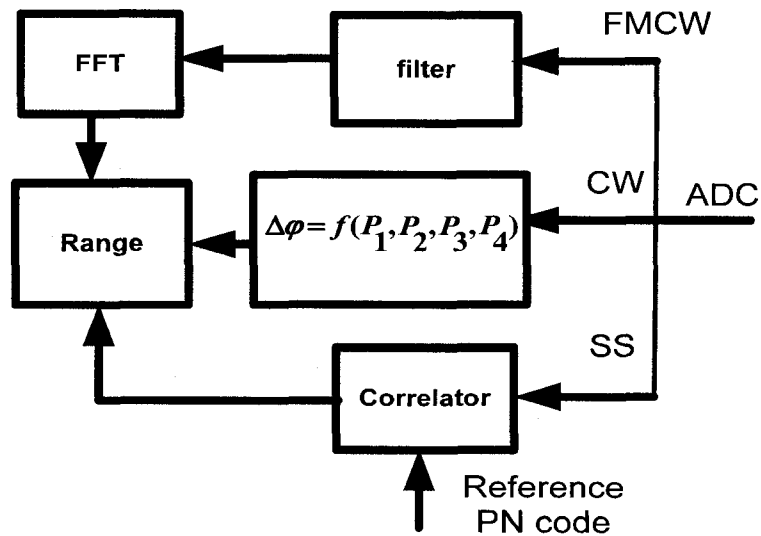 FMCW
FFT
filter
CW
ADC
Range
Δφ = f(P₁, P₂, P₃, P₄)
SS
Correlator
Reference
PN code